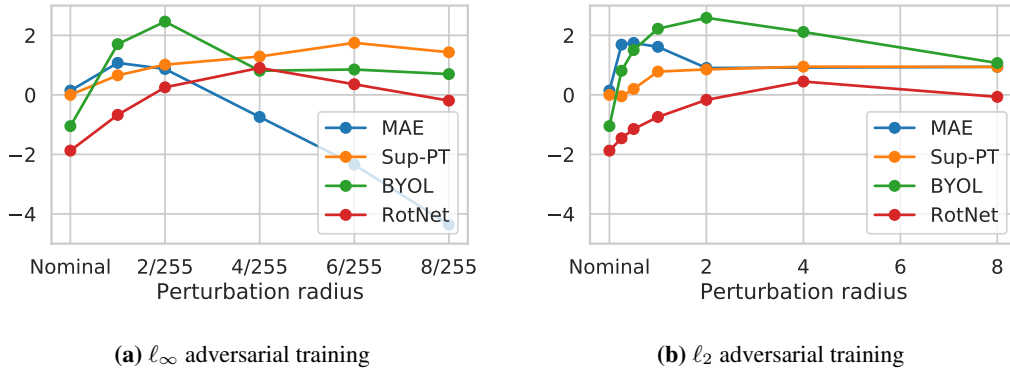 2
0
−2
−4
MAE
Sup-PT
BYOL
RotNet
Nominal 2/255 4/255 6/255 8/255
Perturbation radius
(a) ℓ∞ adversarial training
2
0
−2
−4
MAE
Sup-PT
BYOL
RotNet
Nominal 2 4 6 8
Perturbation radius
(b) ℓ2 adversarial training